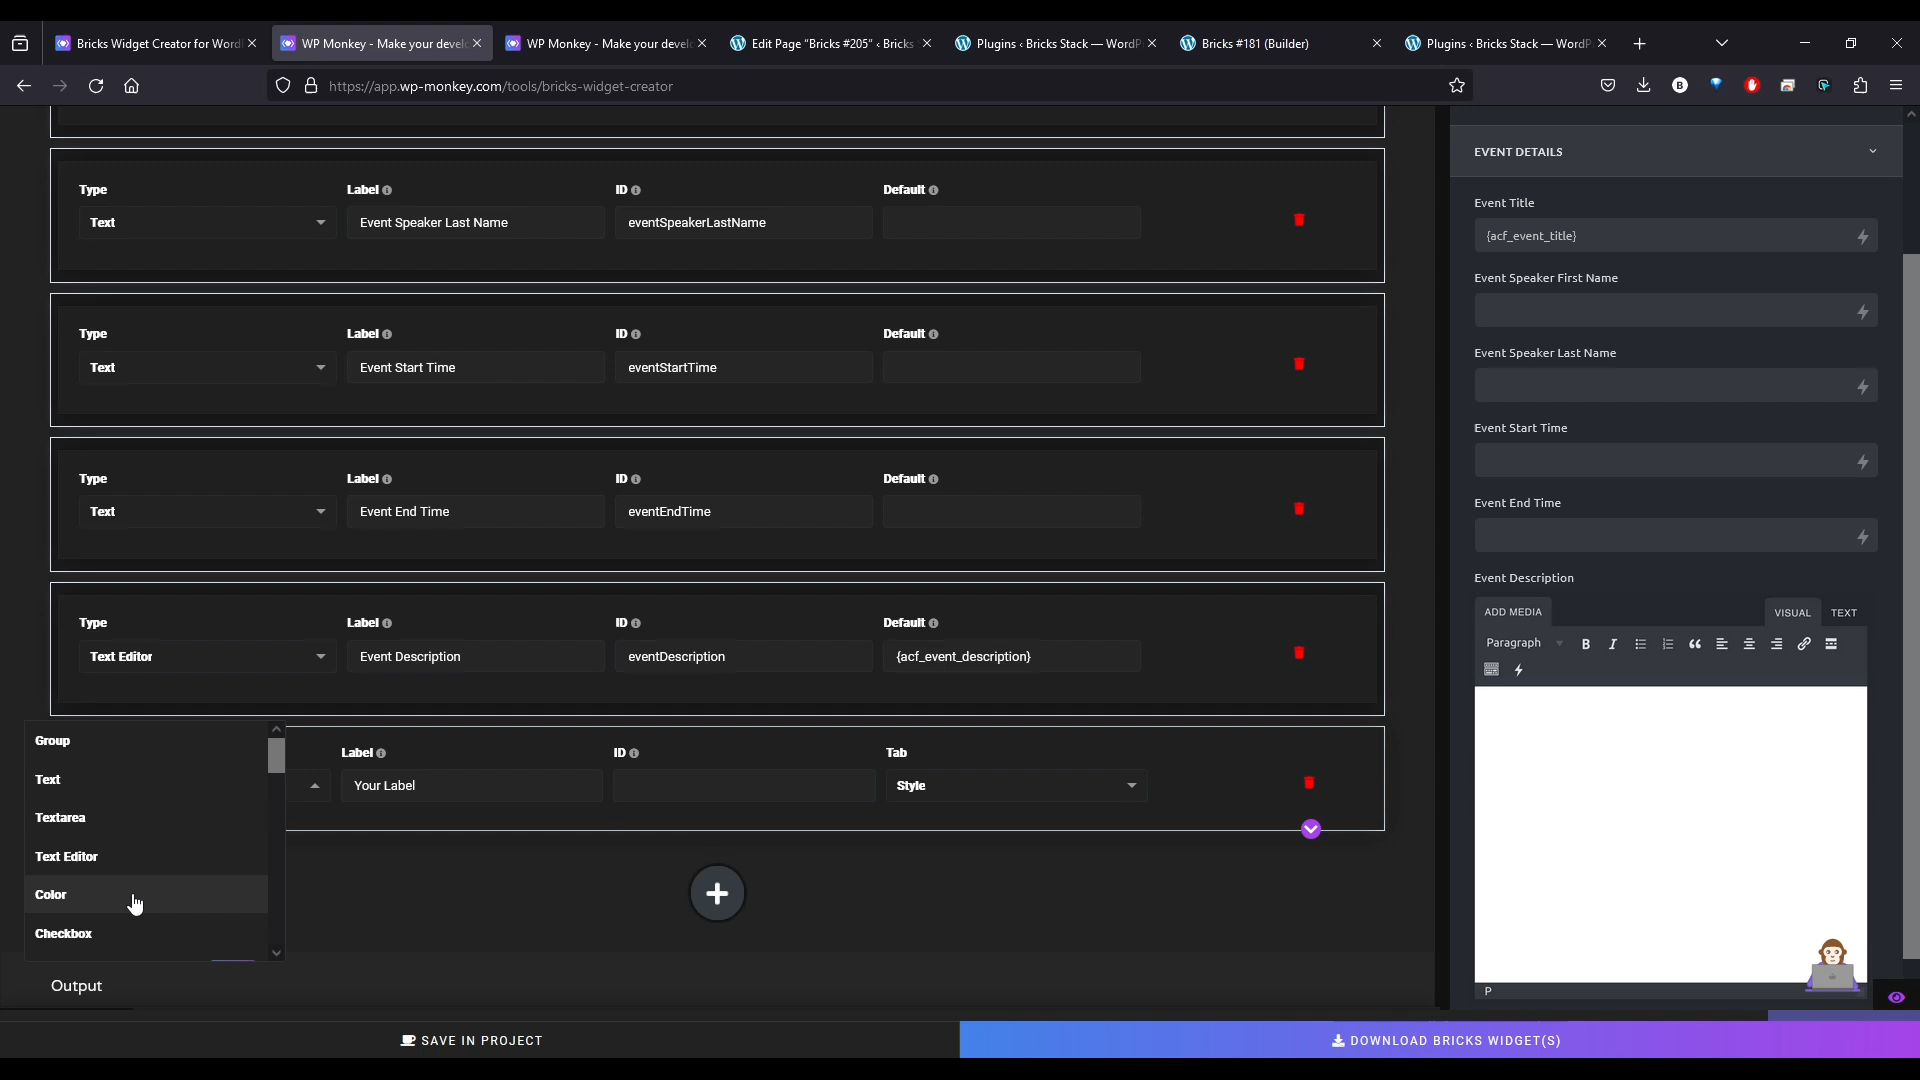 Bricks Widget Creator for Word
WP Monkey - Make your devel
WP Monkey - Make your devel
Edit Page "Bricks #205" ‹ Bricks
Plugins ‹ Bricks Stack — WordP
Bricks #181 (Builder)
Plugins ‹ Bricks Stack — WordP
https://app.wp-monkey.com/tools/bricks-widget-creator
Type
Label
ID
Default
Text
Event Speaker Last Name
eventSpeakerLastName
Type
Label
ID
Default
Text
Event Start Time
eventStartTime
Type
Label
ID
Default
Text
Event End Time
eventEndTime
Type
Label
ID
Default
Text Editor
Event Description
eventDescription
{acf_event_description}
Label
ID
Tab
Your Label
Style
Group
Text
Textarea
Text Editor
Color
Checkbox
Output
EVENT DETAILS
Event Title
{acf_event_title}
Event Speaker First Name
Event Speaker Last Name
Event Start Time
Event End Time
Event Description
ADD MEDIA
VISUAL
TEXT
Paragraph
B
I
P
SAVE IN PROJECT
DOWNLOAD BRICKS WIDGET(S)